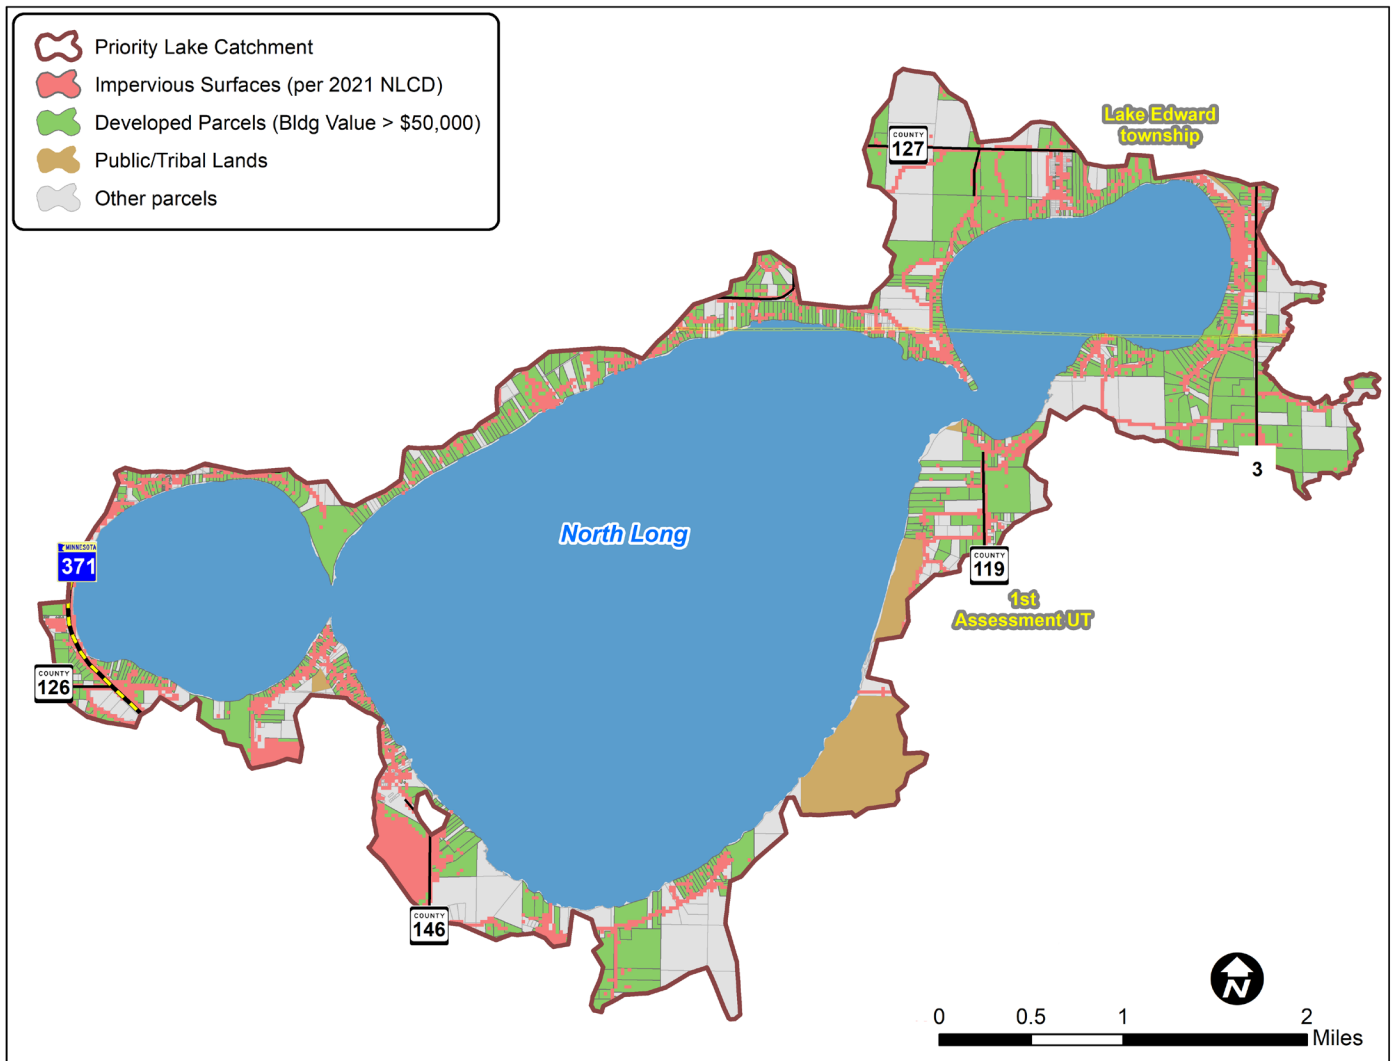 Priority Lake Catchment
Impervious Surfaces (per 2021 NLCD)
Developed Parcels (Bldg Value > $50,000)
Public/Tribal Lands
Other parcels
Lake Edward
township
COUNTY
127
3
North Long
MINNESOTA
371
COUNTY
119
1st
Assessment UT
COUNTY
126
COUNTY
146
N
0 0.5 1 2
Miles